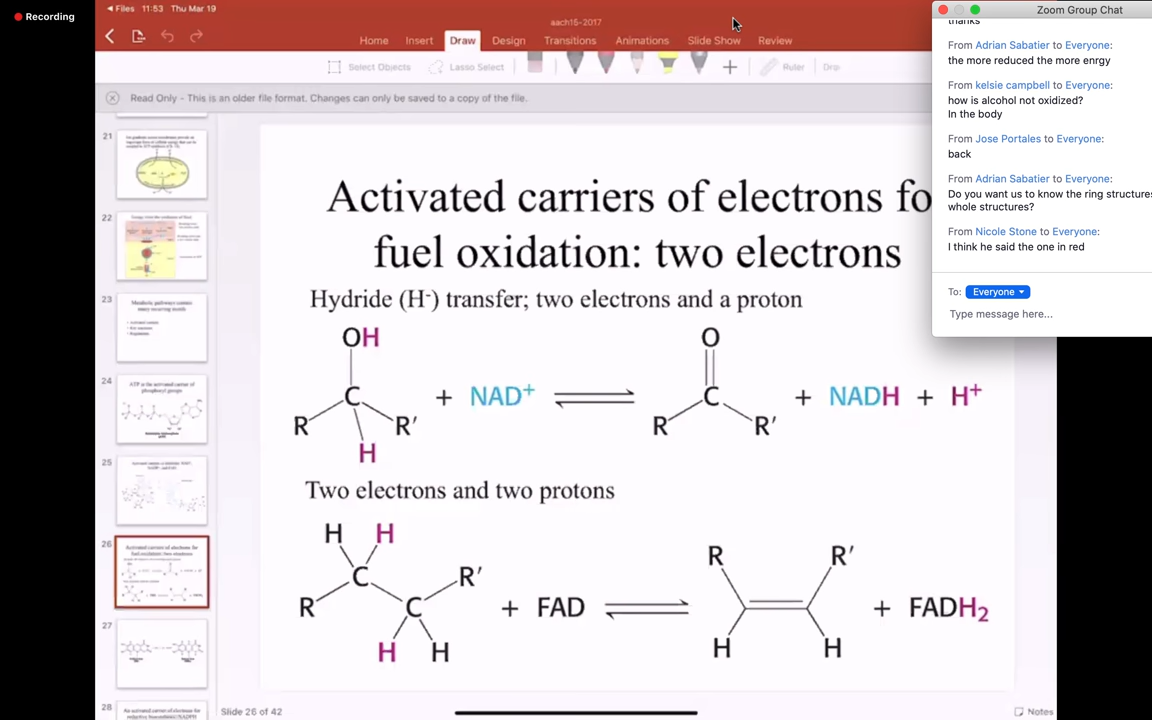 Recording
Files 11:53 Thu Mar 19
aach15-2017
Home Insert Draw Design Transitions Animations Slide Show Review
Select Objects Lasso Select Ruler
Read Only - This is an older file format. Changes can only be saved to a copy of the file.
21
22
23
24
25
26
27
28
Activated carriers of electrons fo
fuel oxidation: two electrons
Hydride (H-) transfer; two electrons and a proton
OH O
C + NAD+ C + NADH + H+
R R' R R'
H
Two electrons and two protons
H H R R'
C R'
R C + FAD + FADH2
H H H H
Slide 26 of 42 Notes
Zoom Group Chat
thanks
From Adrian Sabatier to Everyone:
the more reduced the more enrgy
From kelsie campbell to Everyone:
how is alcohol not oxidized?
In the body
From Jose Portales to Everyone:
back
From Adrian Sabatier to Everyone:
Do you want us to know the ring structures
whole structures?
From Nicole Stone to Everyone:
I think he said the one in red
To: Everyone
Type message here...